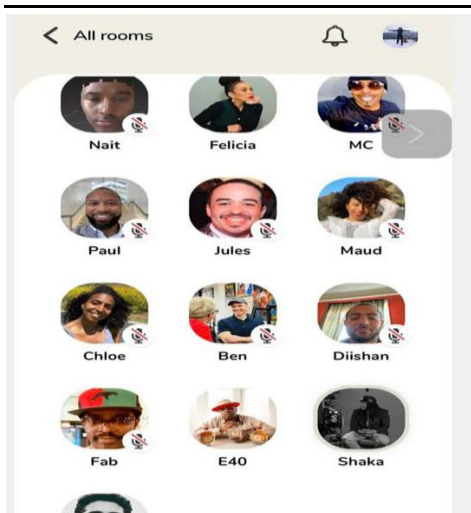 All rooms
Nait Felicia MC
Paul Jules Maud
Chloe Ben Diishan
Fab E40 Shaka